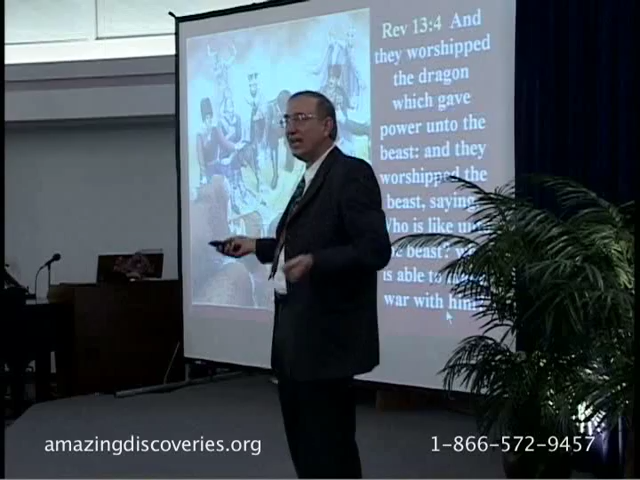 Rev 13:4 And
they worshipped
the dragon
which gave
power unto the
beast: and they
worshipped the
beast, saying
Who is like
beast?
is able to
war with him
amazingdiscoveries.org
1-866-572-9457